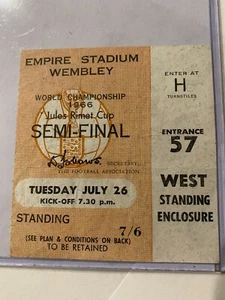 EMPIRE STADIUM
WEMBLEY
WORLD CHAMPIONSHIP
1966
Jules Rimet Cup
SEMI-FINAL
SECRETARY,
THE FOOTBALL ASSOCIATION
TUESDAY JULY 26
KICK-OFF 7.30 p.m.
STANDING
7/6
(SEE PLAN & CONDITIONS ON BACK)
TO BE RETAINED
ENTER AT
H
TURNSTILES
ENTRANCE
57
WEST
STANDING
ENCLOSURE